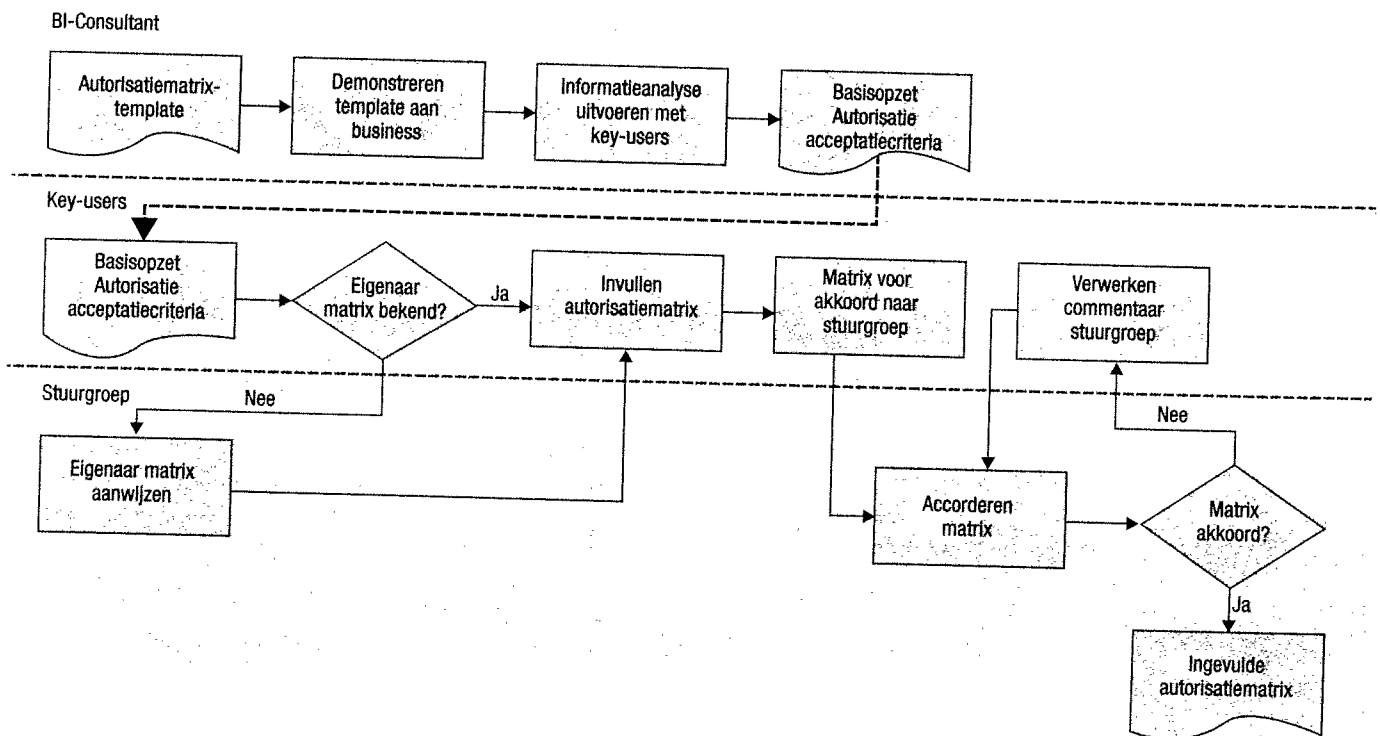 BI-Consultant
Autorisatiematrix-
template
Demonstreren
template aan
business
Informatieanalyse
uitvoeren met
key-users
Basisopzet
Autorisatie
acceptatiecriteria
Key-users
Basisopzet
Autorisatie
acceptatiecriteria
Eigenaar
matrix bekend?
Ja
Invullen
autorisatiematrix
Matrix voor
akkoord naar
stuurgroep
Verwerken
commentaar
stuurgroep
Stuurgroep
Nee
Nee
Eigenaar matrix
aanwijzen
Accorderen
matrix
Matrix
akkoord?
Ja
Ingevulde
autorisatiematrix